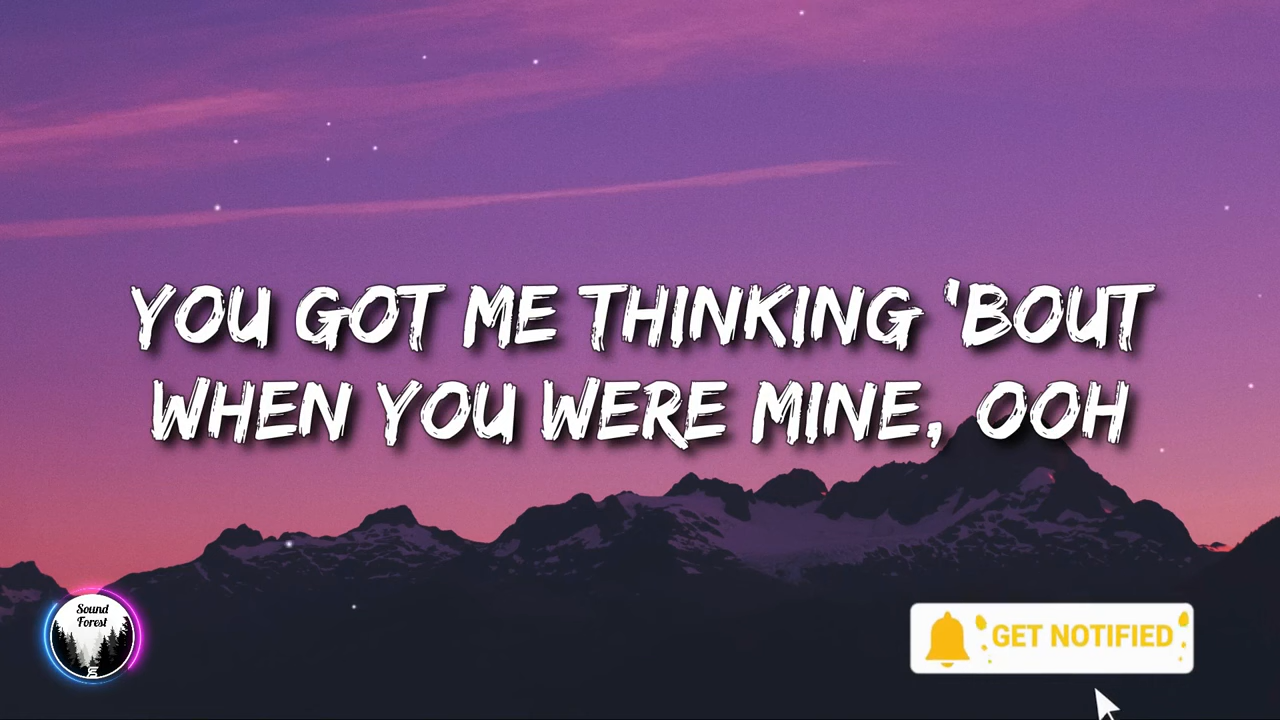 YOU GOT ME THINKING 'BOUT
WHEN YOU WERE MINE, OOH
Sound
Forest
GET NOTIFIED